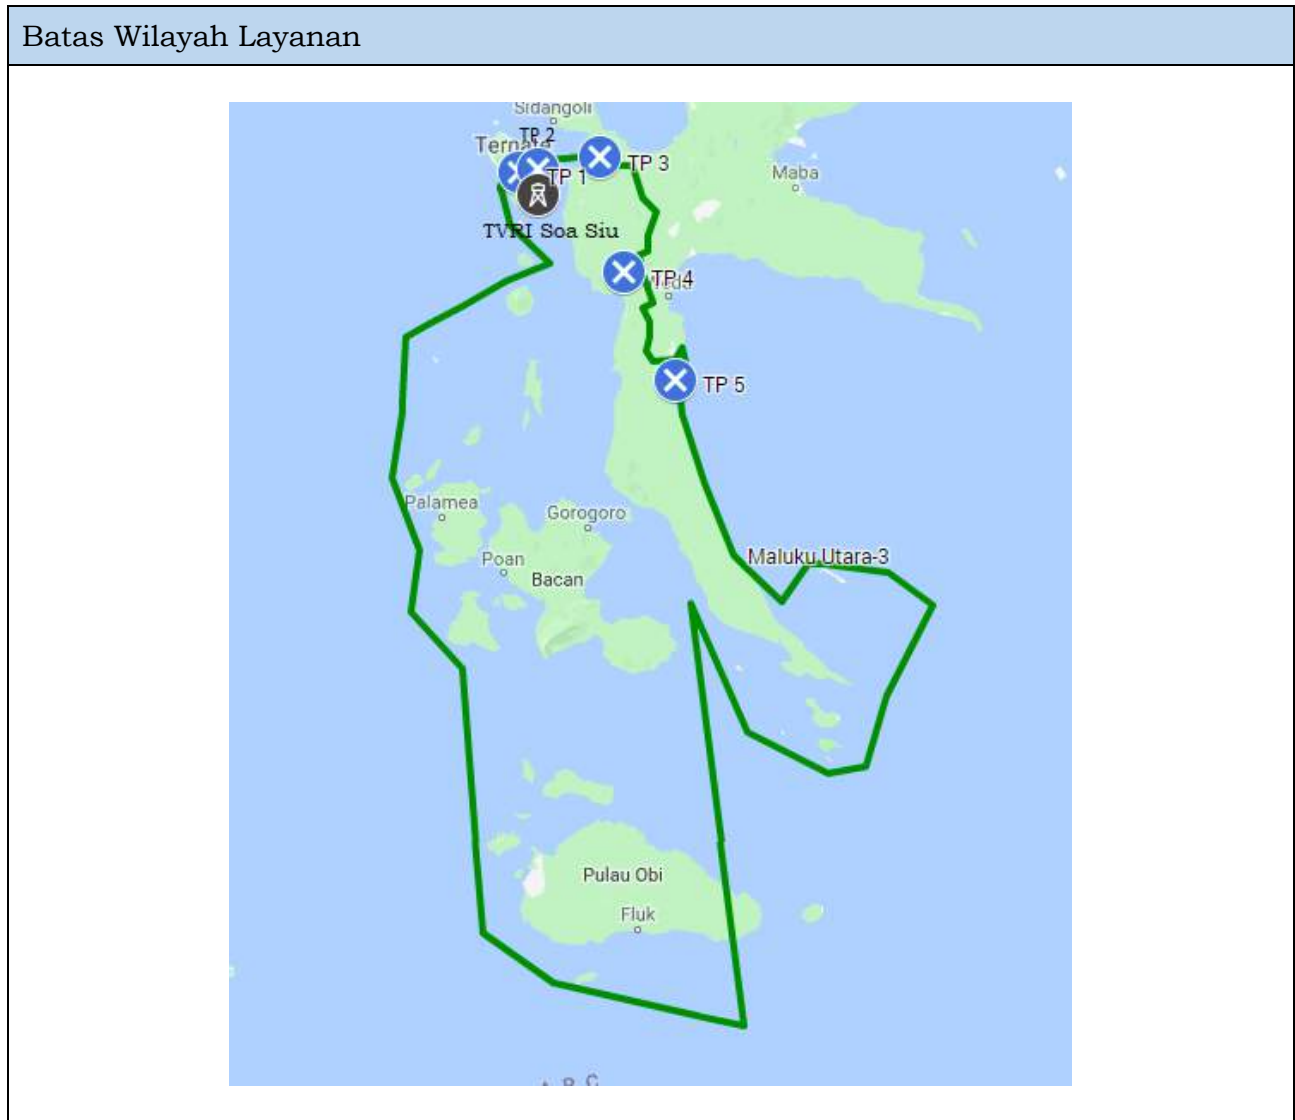 Batas Wilayah Layanan
Sidangoli
TP 2
Ternate
TP 3
TP 1
Maba
TVRI Soa Siu
TP 4
TP 5
Palamea
Gorogoro
Maluku Utara-3
Poan
Bacan
Pulau Obi
Fluk